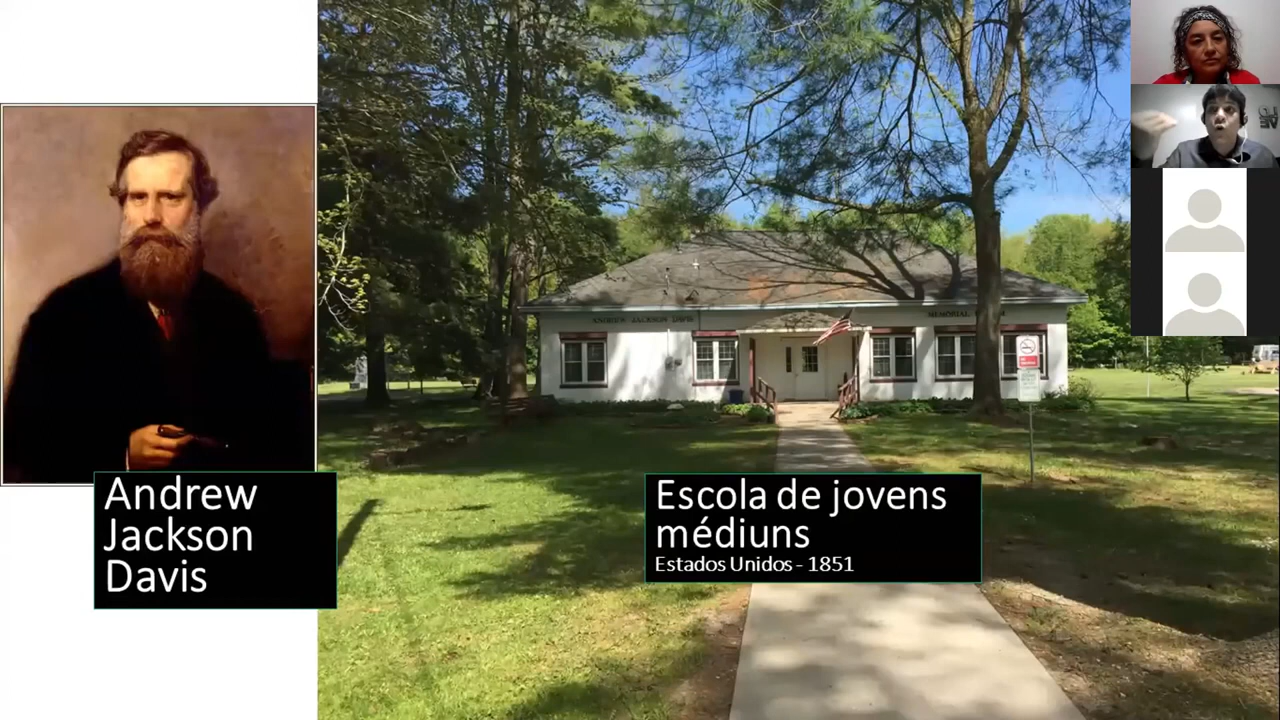 Andrew
Jackson
Davis
Escola de jovens
médiuns
Estados Unidos - 1851
ANDREW JACKSON DAVIS
MEMORIAL